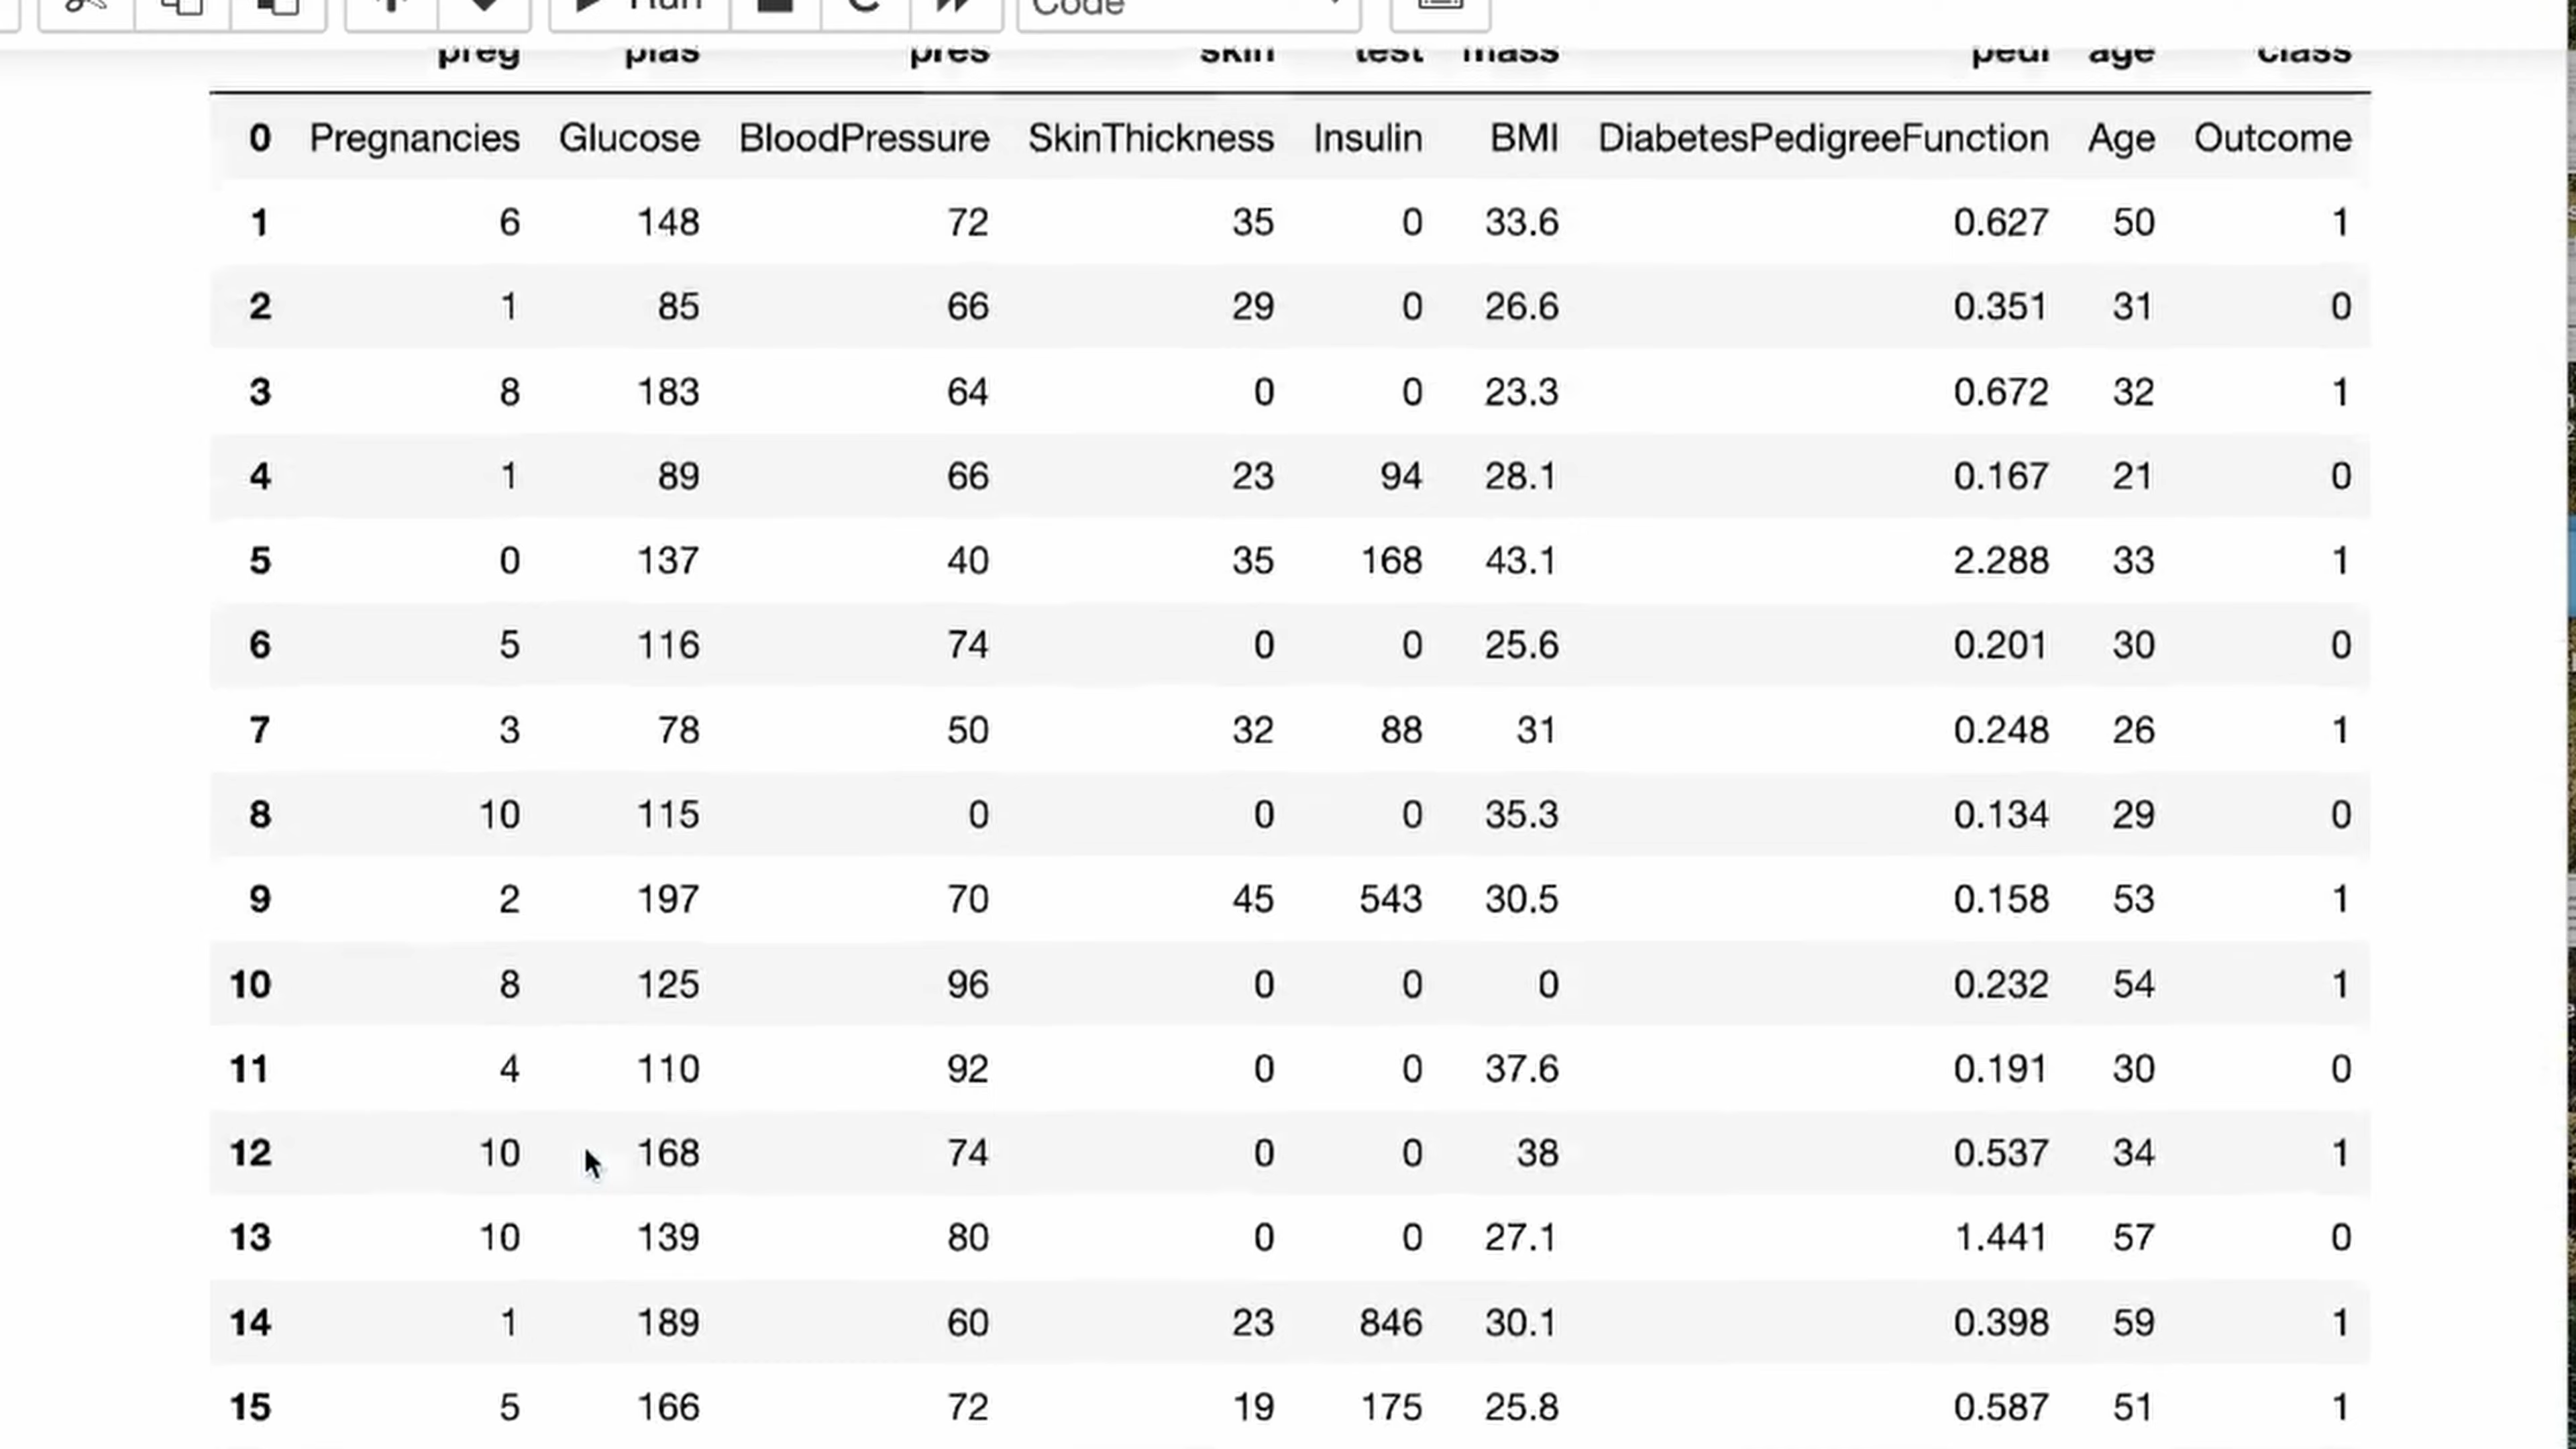 Run Code
preg plas pres skin test mass pedi age class
0 Pregnancies Glucose BloodPressure SkinThickness Insulin BMI DiabetesPedigreeFunction Age Outcome
1 6 148 72 35 0 33.6 0.627 50 1
2 1 85 66 29 0 26.6 0.351 31 0
3 8 183 64 0 0 23.3 0.672 32 1
4 1 89 66 23 94 28.1 0.167 21 0
5 0 137 40 35 168 43.1 2.288 33 1
6 5 116 74 0 0 25.6 0.201 30 0
7 3 78 50 32 88 31 0.248 26 1
8 10 115 0 0 0 35.3 0.134 29 0
9 2 197 70 45 543 30.5 0.158 53 1
10 8 125 96 0 0 0 0.232 54 1
11 4 110 92 0 0 37.6 0.191 30 0
12 10 168 74 0 0 38 0.537 34 1
13 10 139 80 0 0 27.1 1.441 57 0
14 1 189 60 23 846 30.1 0.398 59 1
15 5 166 72 19 175 25.8 0.587 51 1